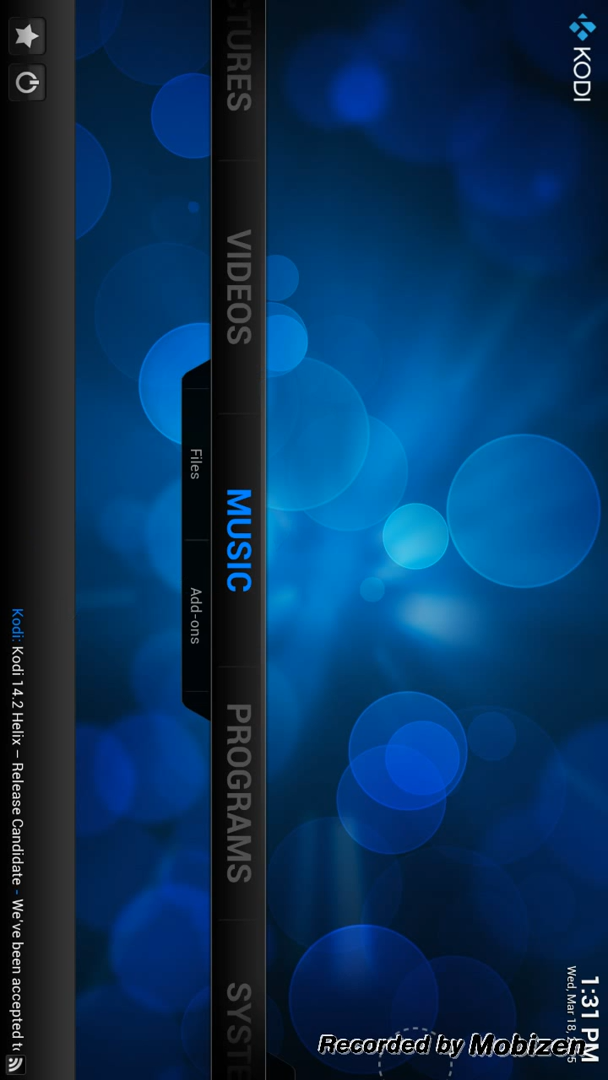 KODI
1:31 PM
Wed, Mar 18,
TURES
VIDEOS
MUSIC
PROGRAMS
SYSTE
Files
Add-ons
Kodi: Kodi 14.2 Helix – Release Candidate - We've been accepted t
Recorded by Mobizen